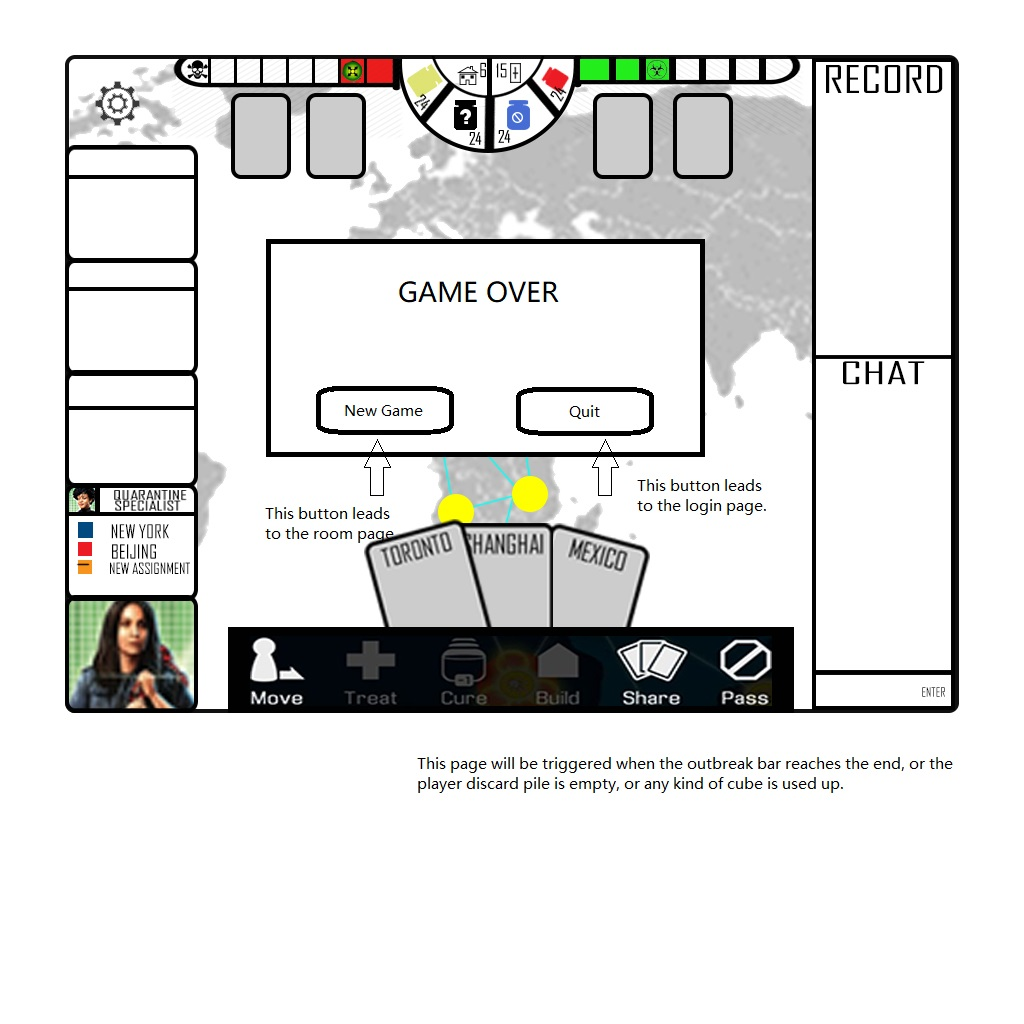 6
15
24
24
24
24
?
RECORD
GAME OVER
New Game
Quit
CHAT
This button leads
to the room page.
This button leads
to the login page.
QUARANTINE
SPECIALIST
NEW YORK
BEIJING
NEW ASSIGNMENT
TORONTO
SHANGHAI
MEXICO
Move
Treat
Cure
Build
Share
Pass
ENTER
This page will be triggered when the outbreak bar reaches the end, or the
player discard pile is empty, or any kind of cube is used up.